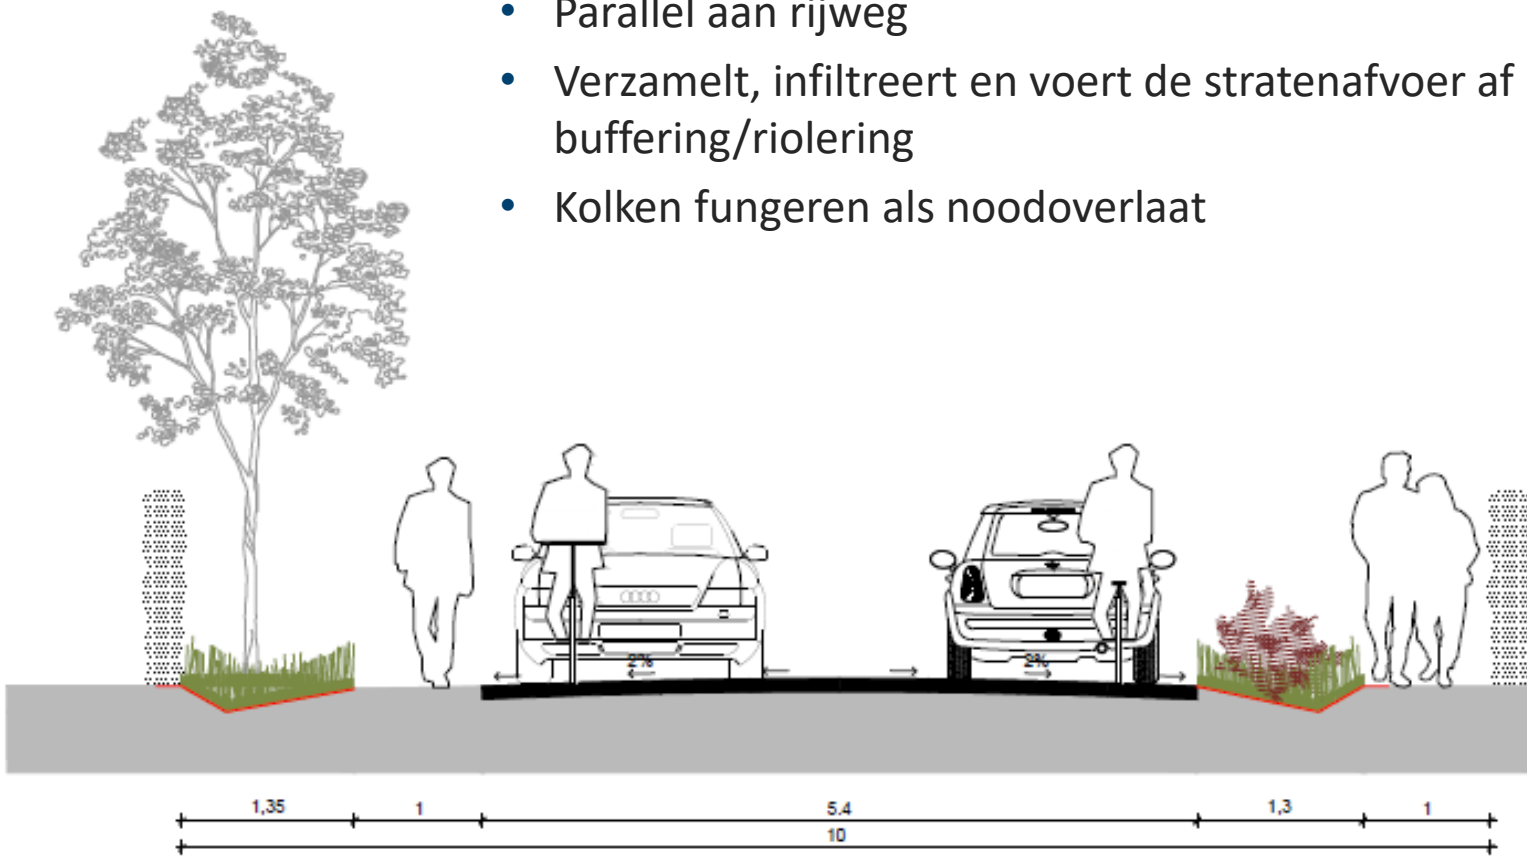 • Parallel aan rijweg
• Verzamelt, infiltreert en voert de stratenafvoer af
buffering/riolering
• Kolken fungeren als noodoverlaat
2% 2%
1,35 1 5.4 1,3 1
10